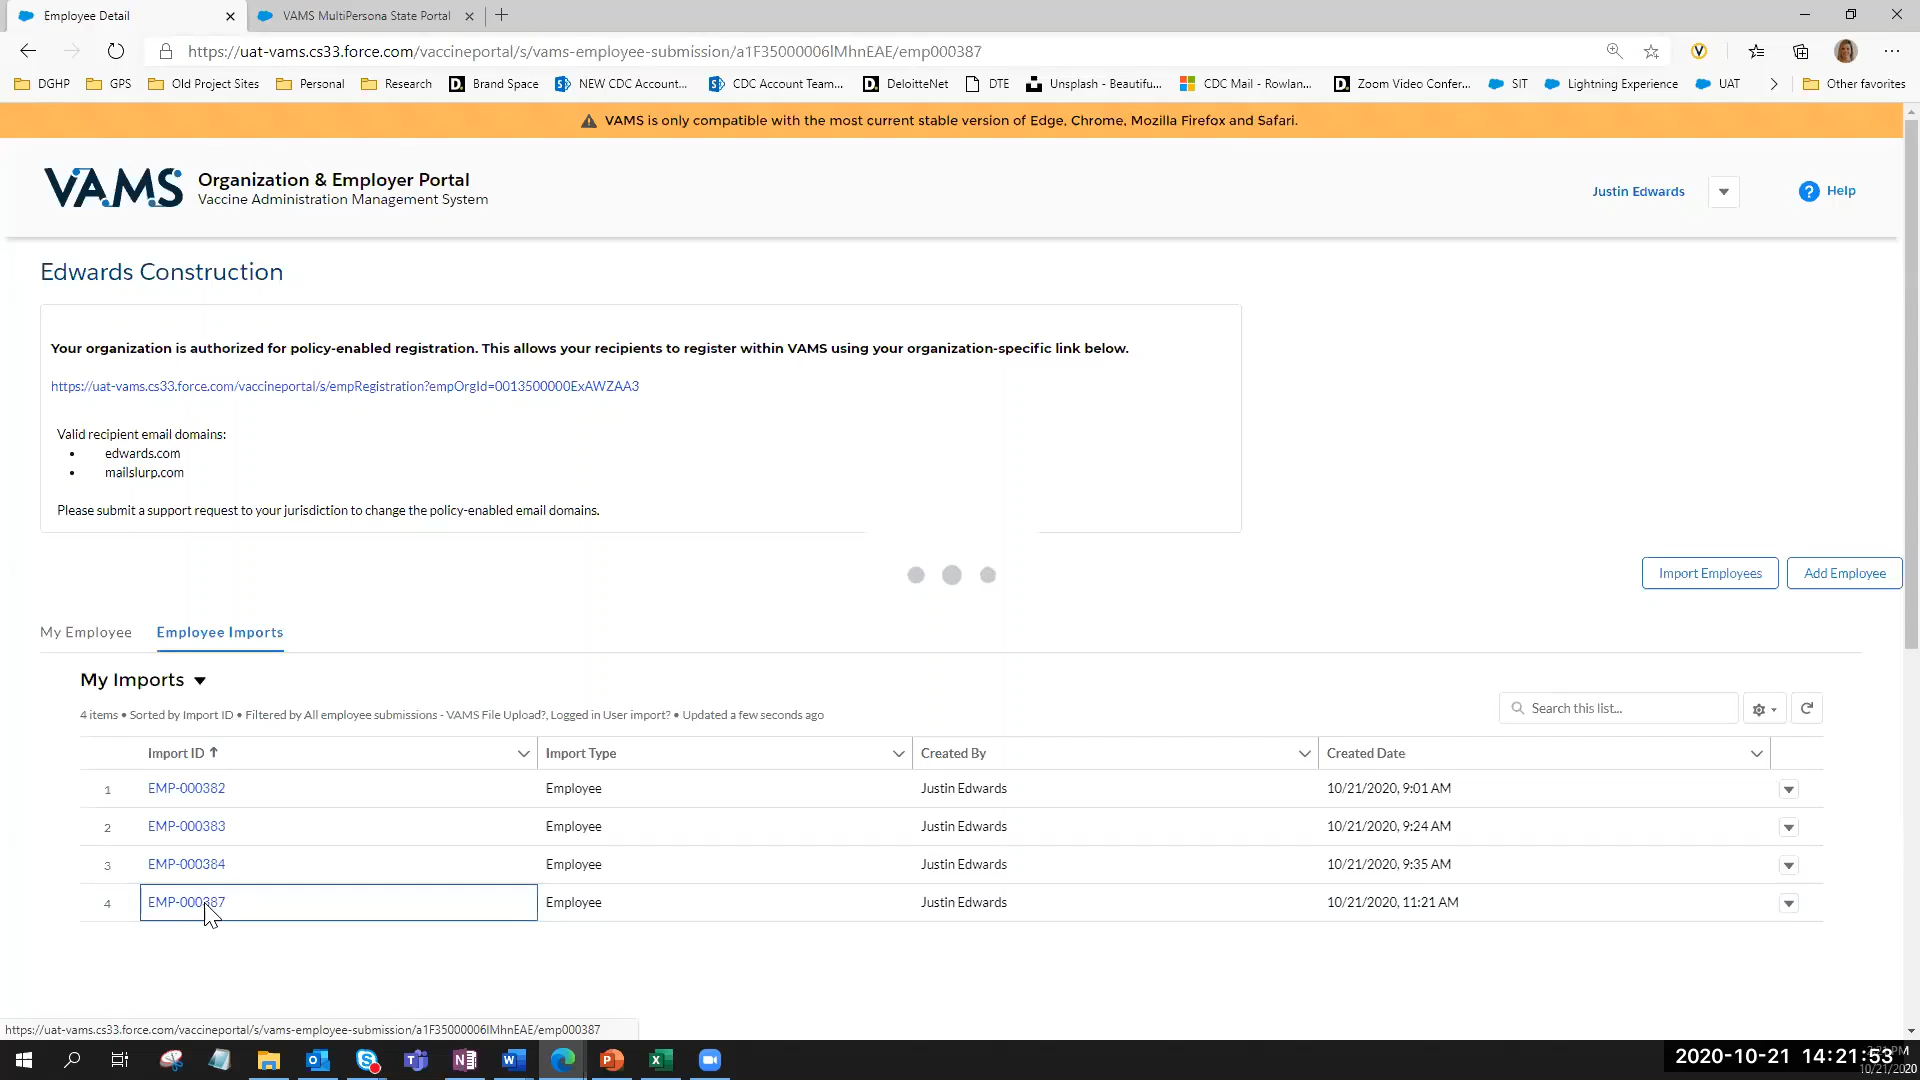 Employee Detail
VAMS MultiPersona State Portal
https://uat-vams.cs33.force.com/vaccineportal/s/vams-employee-submission/a1F35000006lMhnEAE/emp000387
DGHP GPS Old Project Sites Personal Research Brand Space NEW CDC Account... CDC Account Team... DeloitteNet DTE Unsplash - Beautifu... CDC Mail - Rowlan... Zoom Video Confer... SIT Lightning Experience UAT Other favorites
VAMS is only compatible with the most current stable version of Edge, Chrome, Mozilla Firefox and Safari.
VAMS
Organization & Employer Portal
Vaccine Administration Management System
Justin Edwards
Help
Edwards Construction
Your organization is authorized for policy-enabled registration. This allows your recipients to register within VAMS using your organization-specific link below.
https://uat-vams.cs33.force.com/vaccineportal/s/empRegistration?empOrgId=0013500000ExAWZAA3
Valid recipient email domains:
• edwards.com
• mailslurp.com
Please submit a support request to your jurisdiction to change the policy-enabled email domains.
Import Employees
Add Employee
My Employee Employee Imports
My Imports
4 items • Sorted by Import ID • Filtered by All employee submissions - VAMS File Upload?, Logged in User import? • Updated a few seconds ago
Search this list...
Import ID ↑ Import Type Created By Created Date
1 EMP-000382 Employee Justin Edwards 10/21/2020, 9:01 AM
2 EMP-000383 Employee Justin Edwards 10/21/2020, 9:24 AM
3 EMP-000384 Employee Justin Edwards 10/21/2020, 9:35 AM
4 EMP-000387 Employee Justin Edwards 10/21/2020, 11:21 AM
https://uat-vams.cs33.force.com/vaccineportal/s/vams-employee-submission/a1F35000006lMhnEAE/emp000387
2020-10-21 14:21:53
10/21/2020